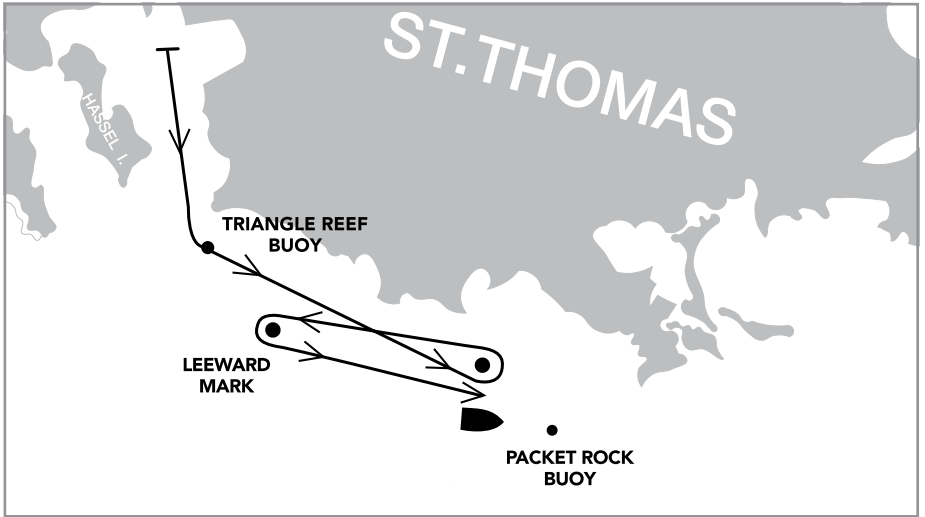 ST.THOMAS
HASSEL I.
TRIANGLE REEF
BUOY
LEEWARD
MARK
PACKET ROCK
BUOY